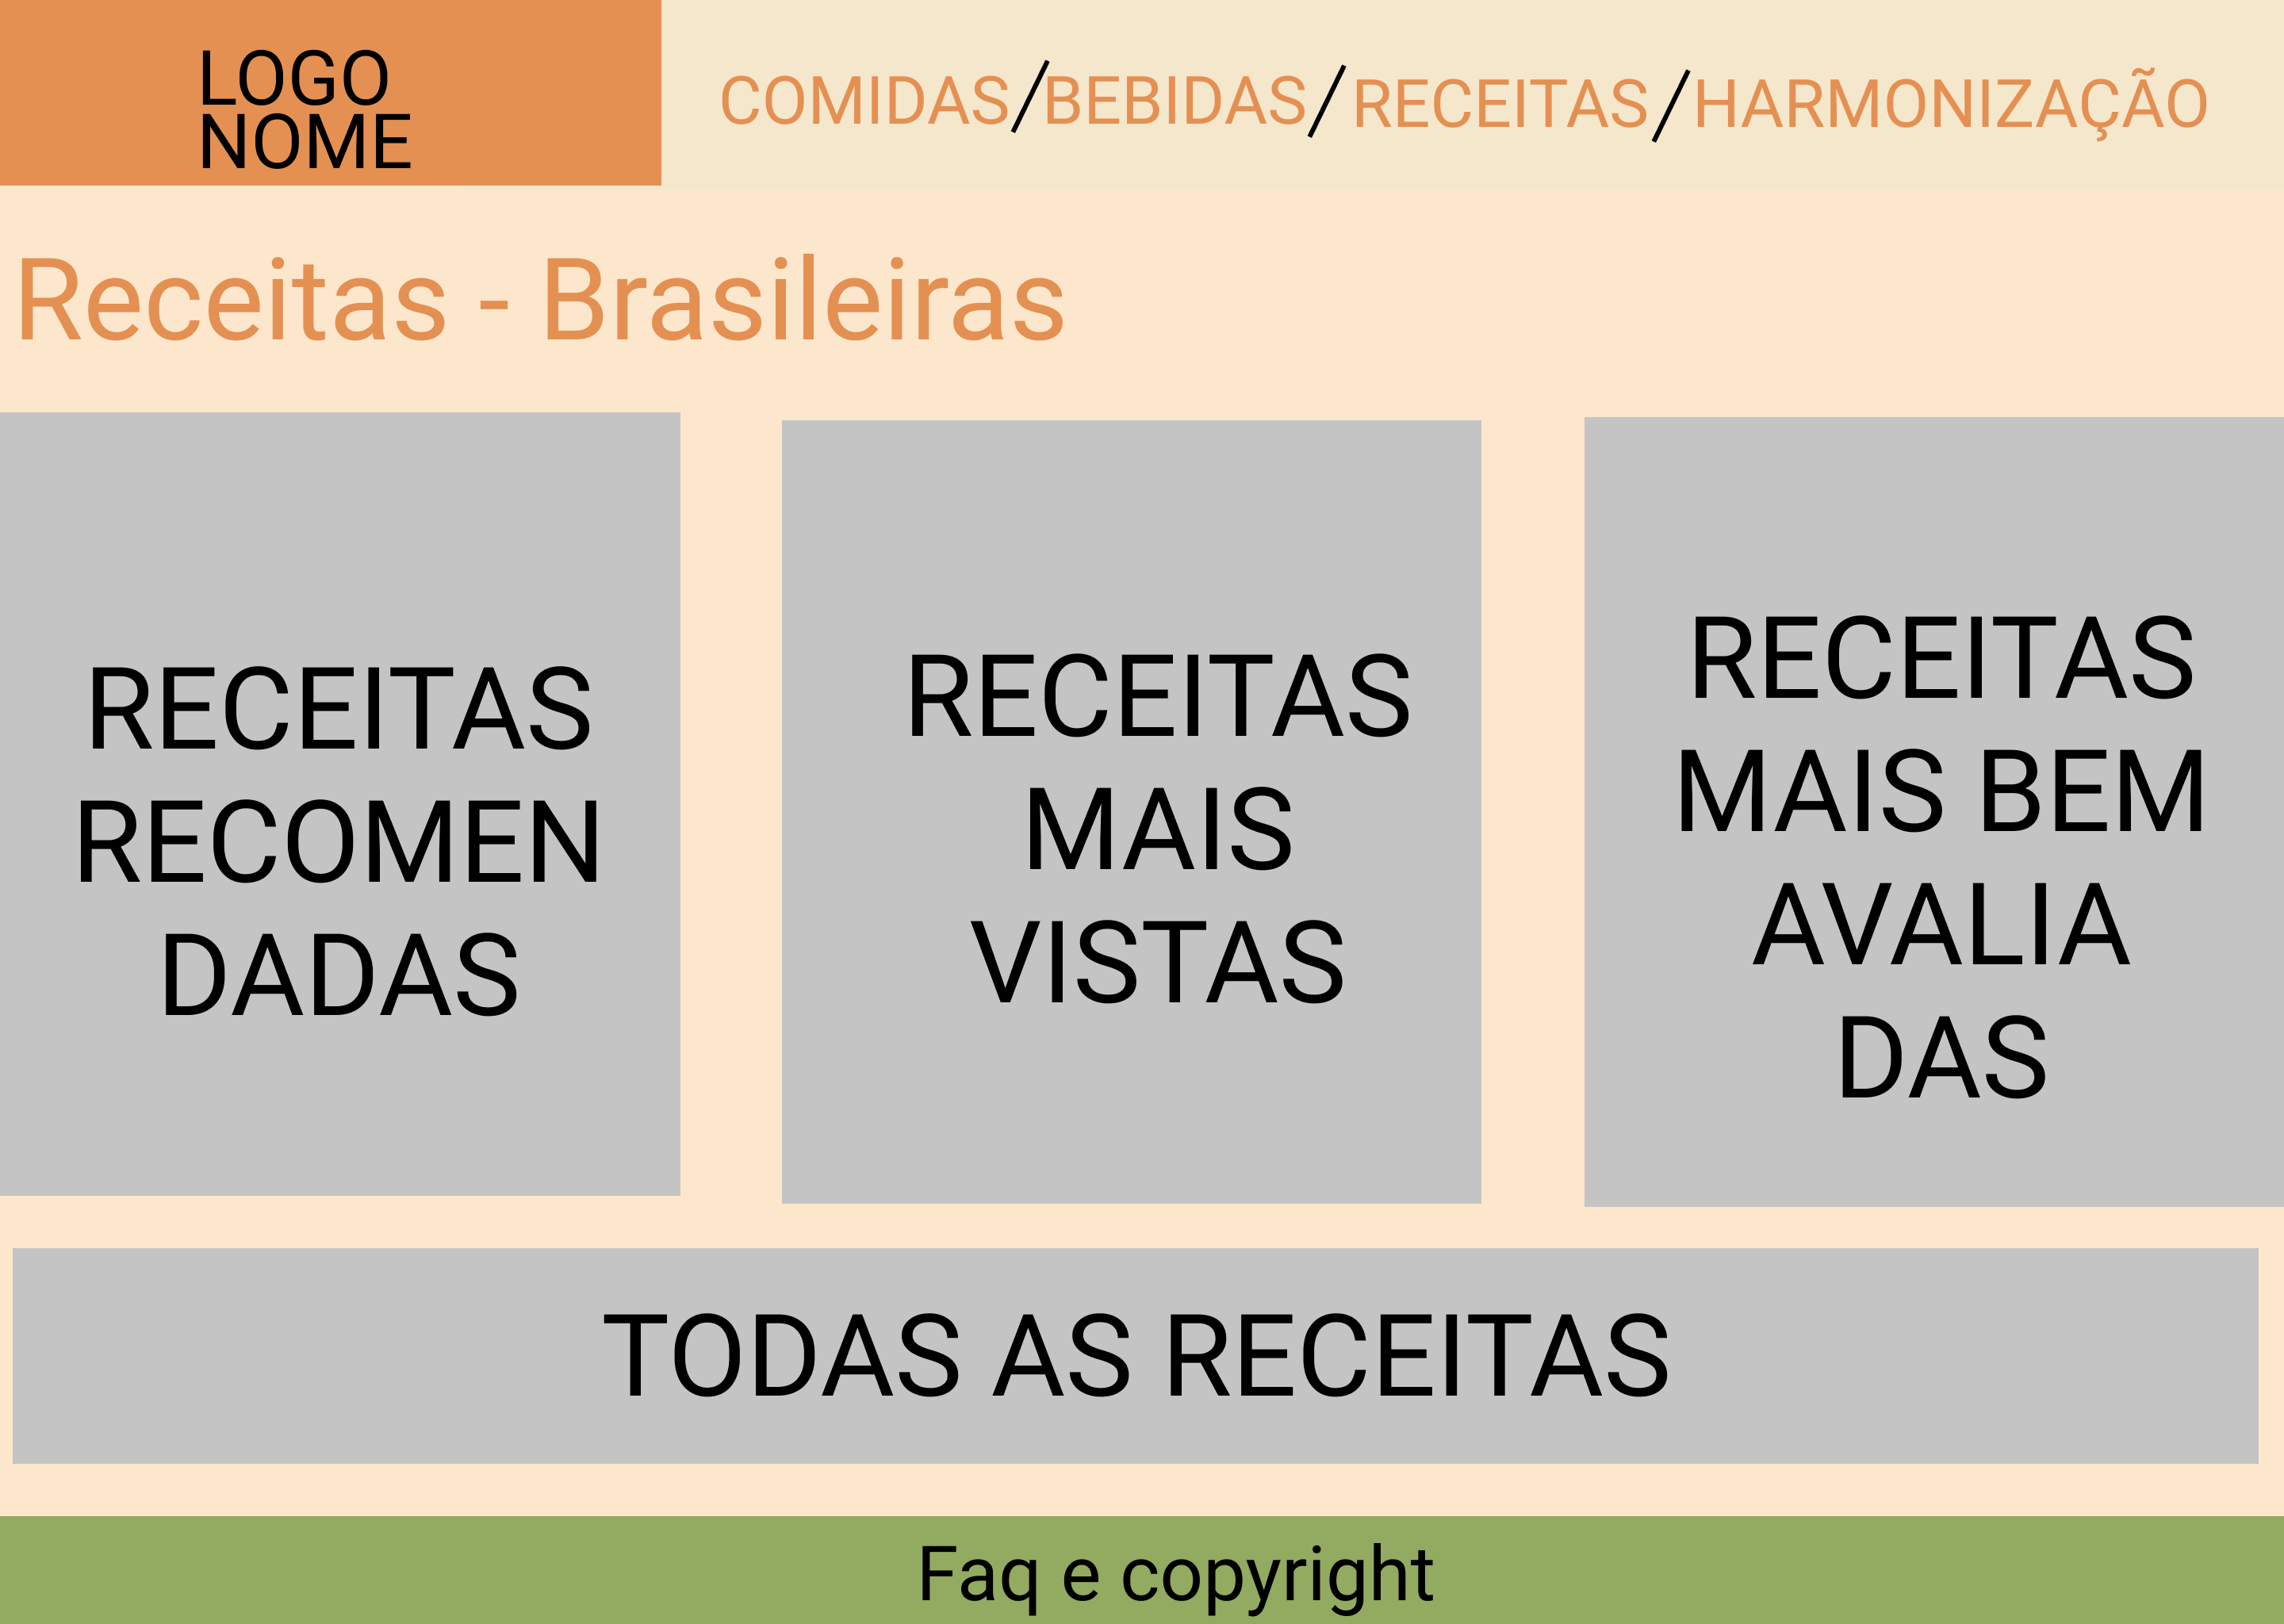 LOGO
NOME
COMIDAS/BEBIDAS/RECEITAS/HARMONIZAÇÃO
Receitas - Brasileiras
RECEITAS
RECOMEN
DADAS
RECEITAS
MAIS
VISTAS
RECEITAS
MAIS BEM
AVALIA
DAS
TODAS AS RECEITAS
Faq e copyright